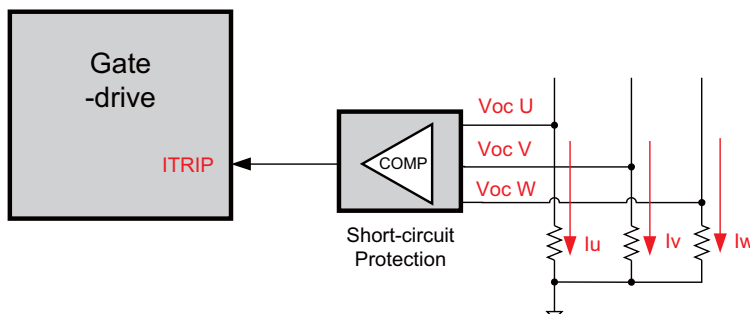 Gate
-drive
ITRIP
COMP
Short-circuit
Protection
Voc U
Voc V
Voc W
Iu
Iv
Iw